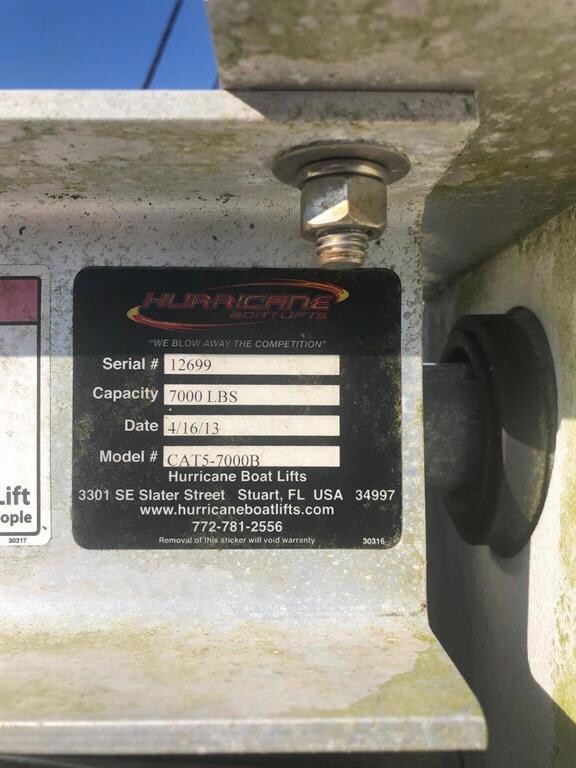 HURRICANE
BOAT LIFTS
"WE BLOW AWAY THE COMPETITION"
Serial # 12699
Capacity 7000 LBS
Date 4/16/13
Model # CAT5-7000B
Hurricane Boat Lifts
3301 SE Slater Street Stuart, FL USA 34997
www.hurricaneboatlifts.com
772-781-2556
Removal of this sticker will void warranty 30316
Lift
ople
30317